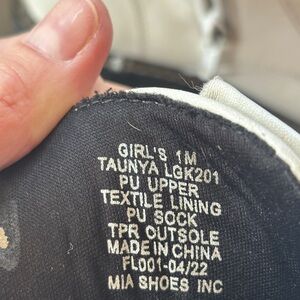 GIRL'S 1M
TAUNYA LGK201
PU UPPER
TEXTILE LINING
PU SOCK
TPR OUTSOLE
MADE IN CHINA
FL001-04/22
MIA SHOES INC